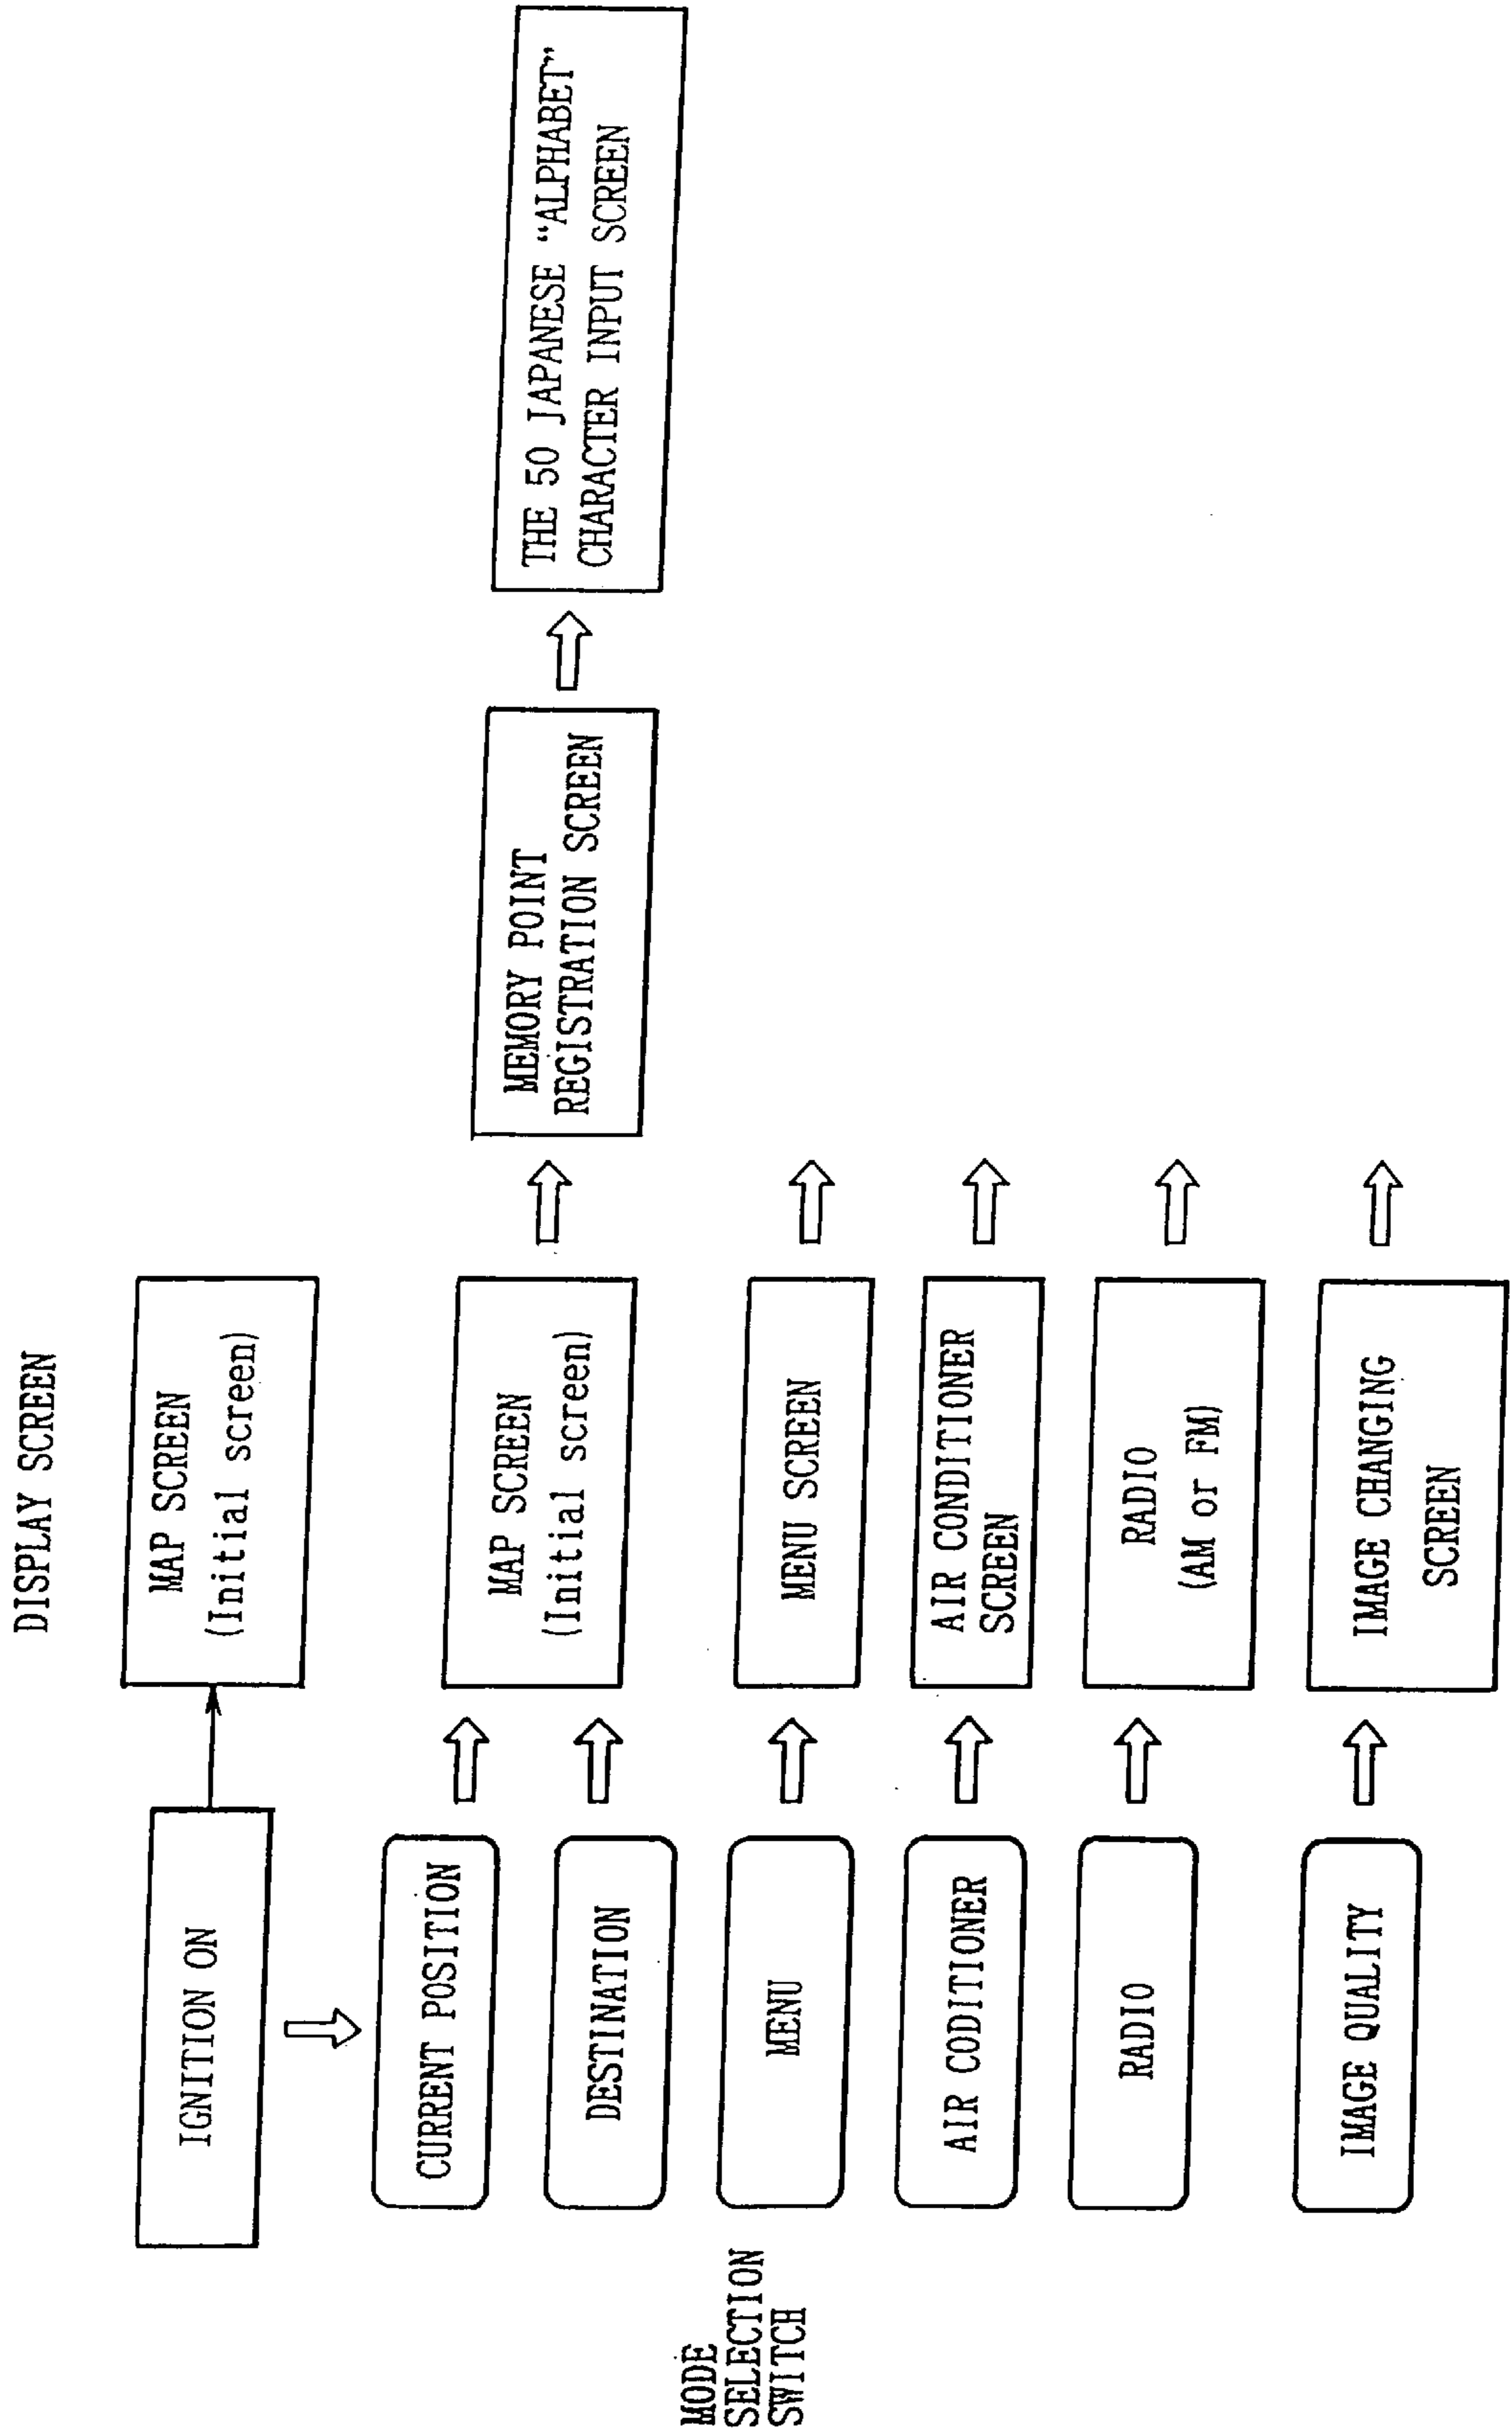 DISPLAY SCREEN
IGNITION ON
MAP SCREEN
(Initial screen)
MODE
SELECTION
SWITCH
CURRENT POSITION
DESTINATION
MAP SCREEN
(Initial screen)
MEMORY POINT
REGISTRATION SCREEN
THE 50 JAPANESE “ALPHABET”
CHARACTER INPUT SCREEN
MENU
MENU SCREEN
AIR CODITIONER
AIR CONDITIONER
SCREEN
RADIO
RADIO
(AM or FM)
IMAGE QUALITY
IMAGE CHANGING
SCREEN